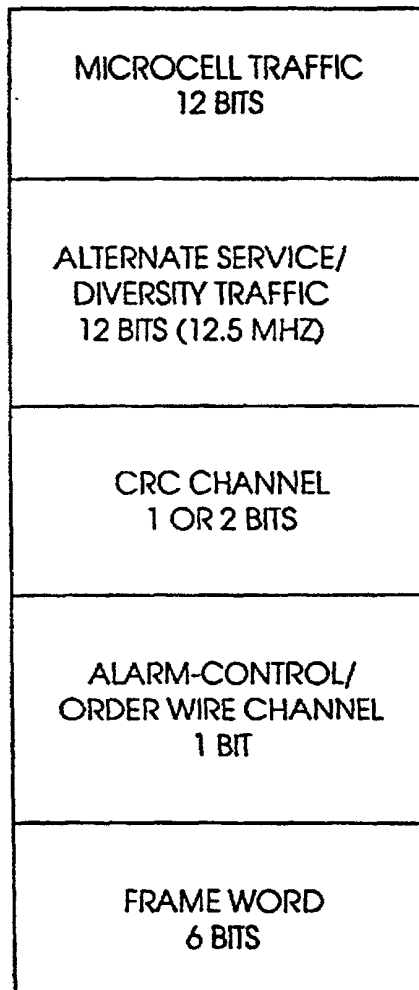 MICROCELL TRAFFIC
12 BITS
ALTERNATE SERVICE/
DIVERSITY TRAFFIC
12 BITS (12.5 MHZ)
CRC CHANNEL
1 OR 2 BITS
ALARM-CONTROL/
ORDER WIRE CHANNEL
1 BIT
FRAME WORD
6 BITS